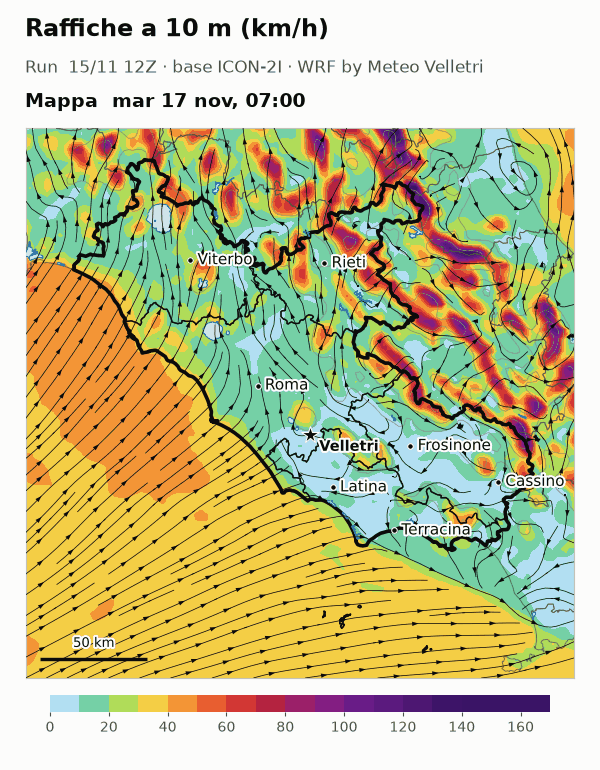 Raffiche a 10 m (km/h)
Run 15/11 12Z · base ICON-2I · WRF by Meteo Velletri
Mappa mar 17 nov, 07:00
Viterbo
Rieti
Roma
Velletri
Frosinone
Cassino
Latina
Terracina
50 km
0 20 40 60 80 100 120 140 160